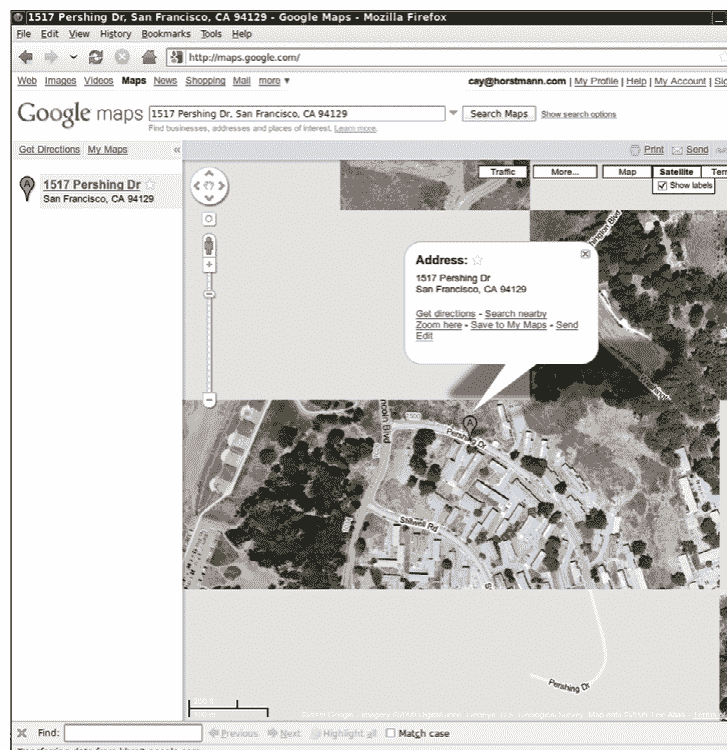 1517 Pershing Dr, San Francisco, CA 94129 - Google Maps - Mozilla Firefox
File Edit View History Bookmarks Tools Help
http://maps.google.com/
Web Images Videos Maps News Shopping Mail more ▼
cay@horstmann.com | My Profile | Help | My Account |
Google maps
1517 Pershing Dr, San Francisco, CA 94129
Search Maps
Show search options
Find businesses, addresses and places of interest. Learn more.
Get Directions My Maps «
Print Send
A 1517 Pershing Dr
San Francisco, CA 94129
Traffic More... Map Satellite
Show labels
Address:
1517 Pershing Dr
San Francisco, CA 94129
Get directions - Search nearby
Zoom here - Save to My Maps - Send
Edit
A
1500
Pershing Dr
ncoln Blvd
Stilwell Rd
Pershing Dr
Find:
Previous Next Highlight all Match case